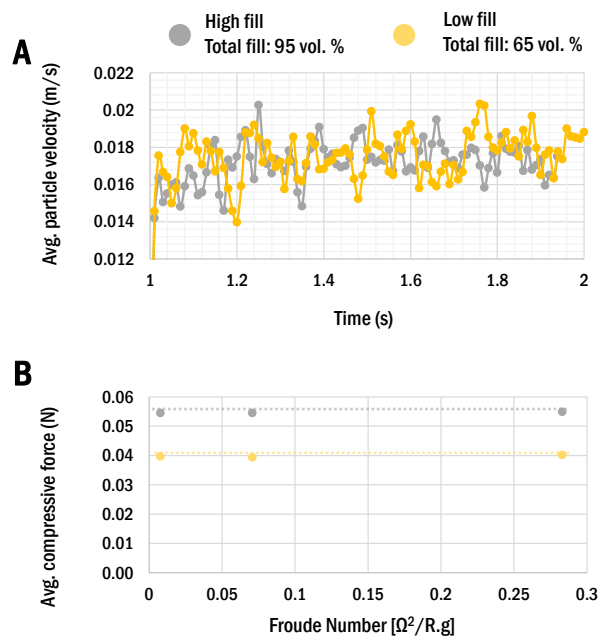 High fill
Total fill: 95 vol. %
Low fill
Total fill: 65 vol. %
A
Avg. particle velocity (m/s)
0.022
0.02
0.018
0.016
0.014
0.012
1
1.2
1.4
1.6
1.8
2
Time (s)
B
Avg. compressive force (N)
0.06
0.05
0.04
0.03
0.02
0.01
0.00
0
0.05
0.1
0.15
0.2
0.25
0.3
Froude Number [Ω²/R.g]